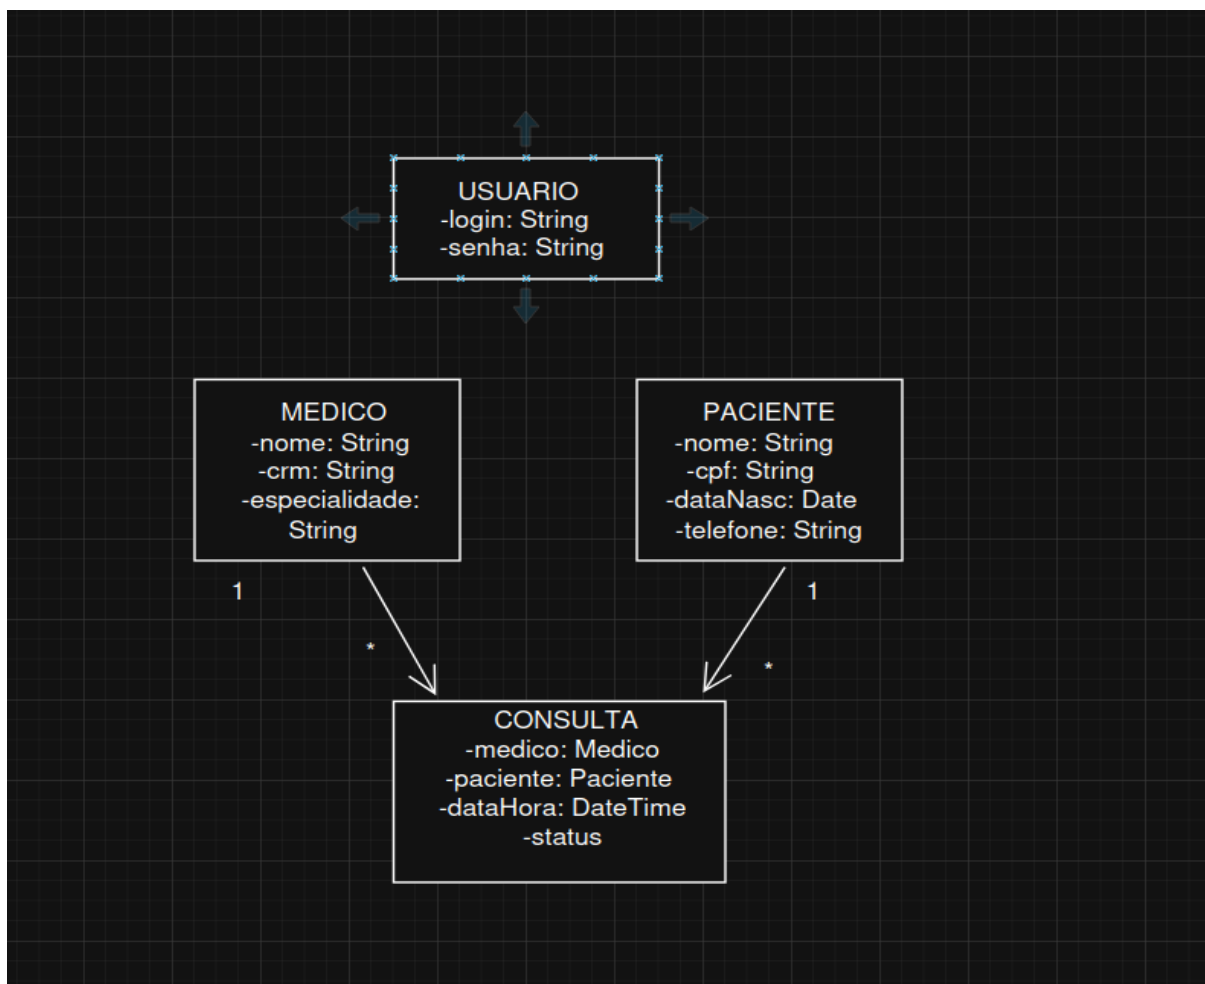 USUARIO
-login: String
-senha: String
MEDICO
-nome: String
-crm: String
-especialidade:
String
PACIENTE
-nome: String
-cpf: String
-dataNasc: Date
-telefone: String
1
1
*
*
CONSULTA
-medico: Medico
-paciente: Paciente
-dataHora: DateTime
-status